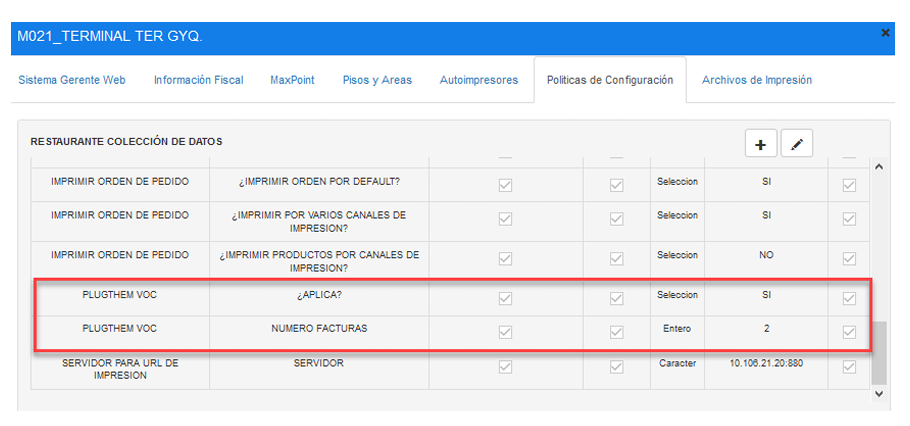 M021_TERMINAL TER GYQ.
Sistema Gerente Web Información Fiscal MaxPoint Pisos y Areas Autoimpresores Políticas de Configuración Archivos de Impresión
RESTAURANTE COLECCIÓN DE DATOS
IMPRIMIR ORDEN DE PEDIDO ¿IMPRIMIR ORDEN POR DEFAULT? Seleccion SI
IMPRIMIR ORDEN DE PEDIDO ¿IMPRIMIR POR VARIOS CANALES DE
IMPRESION? Seleccion SI
IMPRIMIR ORDEN DE PEDIDO ¿IMPRIMIR PRODUCTOS POR CANALES DE
IMPRESION? Seleccion NO
PLUGTHEM VOC ¿APLICA? Seleccion SI
PLUGTHEM VOC NUMERO FACTURAS Entero 2
SERVIDOR PARA URL DE
IMPRESION SERVIDOR Caracter 10.106.21.20:880